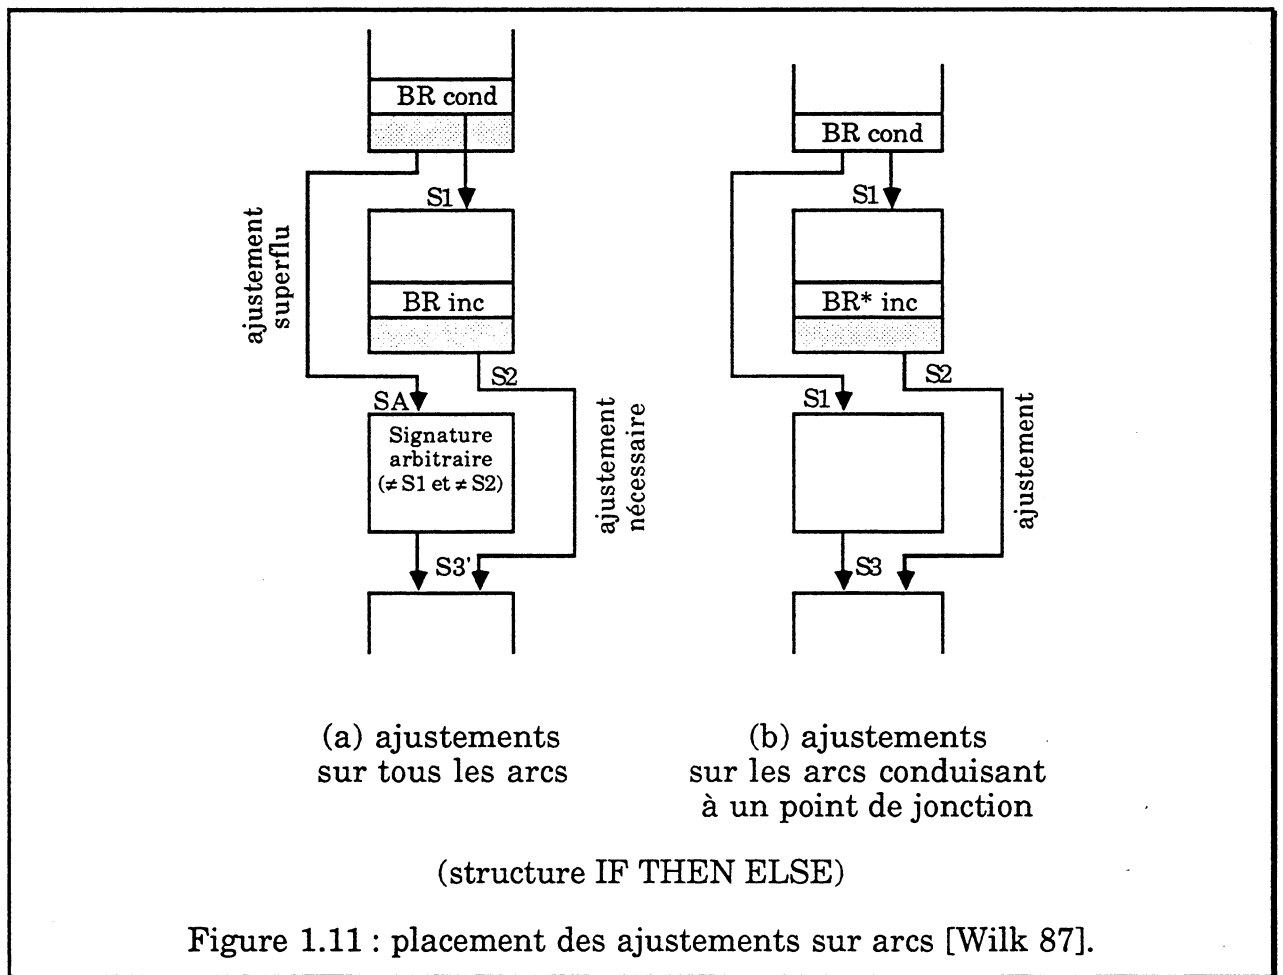 BR cond
S1
ajustement
superflu
BR inc
S2
SA
Signature
arbitraire
(≠ S1 et ≠ S2)
ajustement
nécessaire
S3'
BR cond
S1
BR* inc
S2
S1
ajustement
S3
(a) ajustements
sur tous les arcs
(b) ajustements
sur les arcs conduisant
à un point de jonction
(structure IF THEN ELSE)
Figure 1.11 : placement des ajustements sur arcs [Wilk 87].